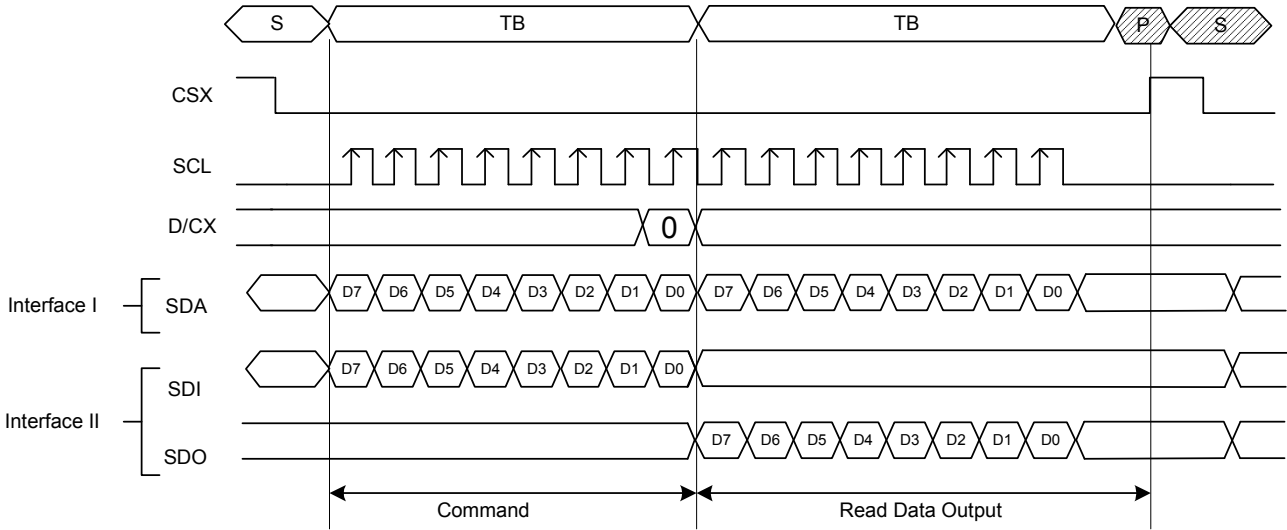 S TB TB P S
CSX
SCL
D/CX 0
Interface I SDA D7 D6 D5 D4 D3 D2 D1 D0 D7 D6 D5 D4 D3 D2 D1 D0
SDI D7 D6 D5 D4 D3 D2 D1 D0
Interface II
SDO D7 D6 D5 D4 D3 D2 D1 D0
Command Read Data Output